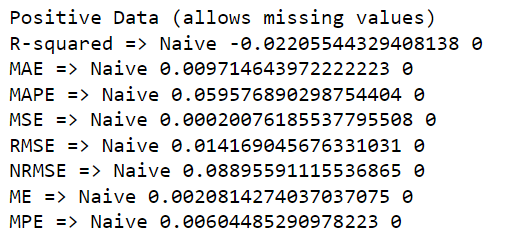 Positive Data (allows missing values)
R-squared => Naive -0.02205544329408138 0
MAE => Naive 0.009714643972222223 0
MAPE => Naive 0.059576890298754404 0
MSE => Naive 0.00020076185537795508 0
RMSE => Naive 0.014169045676331031 0
NRMSE => Naive 0.08895591115536865 0
ME => Naive 0.0020814274037037075 0
MPE => Naive 0.00604485290978223 0